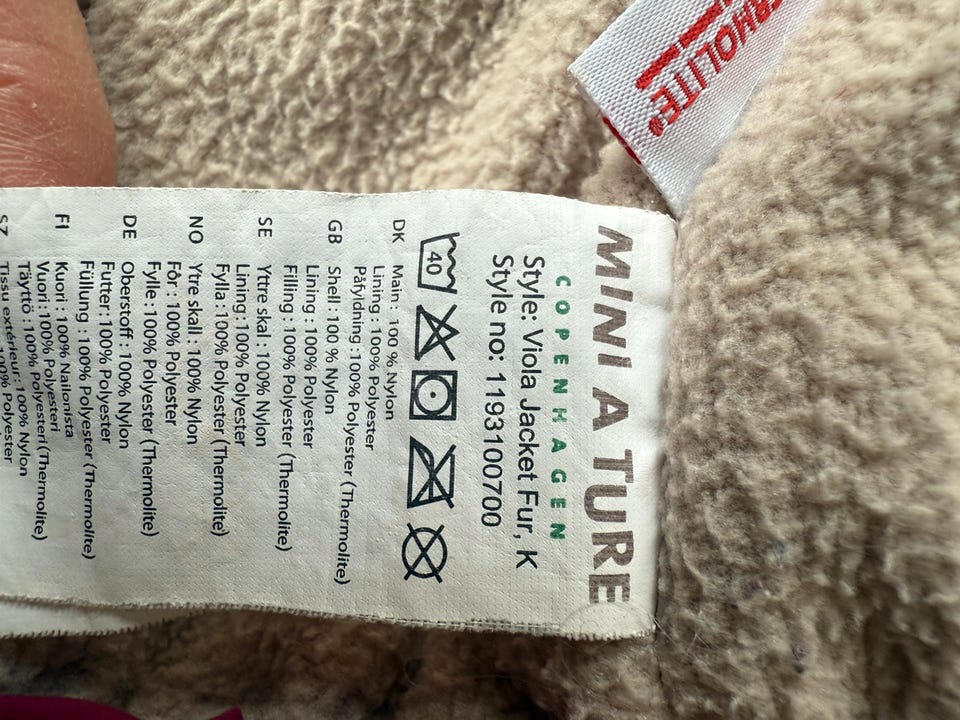 MINI A TURE
COPENHAGEN
Style: Viola Jacket Fur, K
Style no: 1193100700
40
DK Main : 100 % Nylon
Lining : 100% Polyester
Påfyldning : 100% Polyester (Thermolite)
GB Shell : 100 % Nylon
Lining : 100% Polyester
Filling : 100% Polyester (Thermolite)
SE Yttre skal : 100% Nylon
Lining : 100% Polyester
Fylla : 100% Polyester (Thermolite)
NO Ytre skall : 100% Nylon
Fôr : 100% Polyester
Fylle : 100% Polyester (Thermolite)
DE Oberstoff : 100% Nylon
Futter: 100% Polyester
Füllung : 100% Polyester (Thermolite)
FI Kuori : 100% Nailonista
Vuori : 100% Polyesteri
Täyttö : 100% Polyesteri(Thermolite)
Tissu extérieur: 100% Nylon
100% Polyester